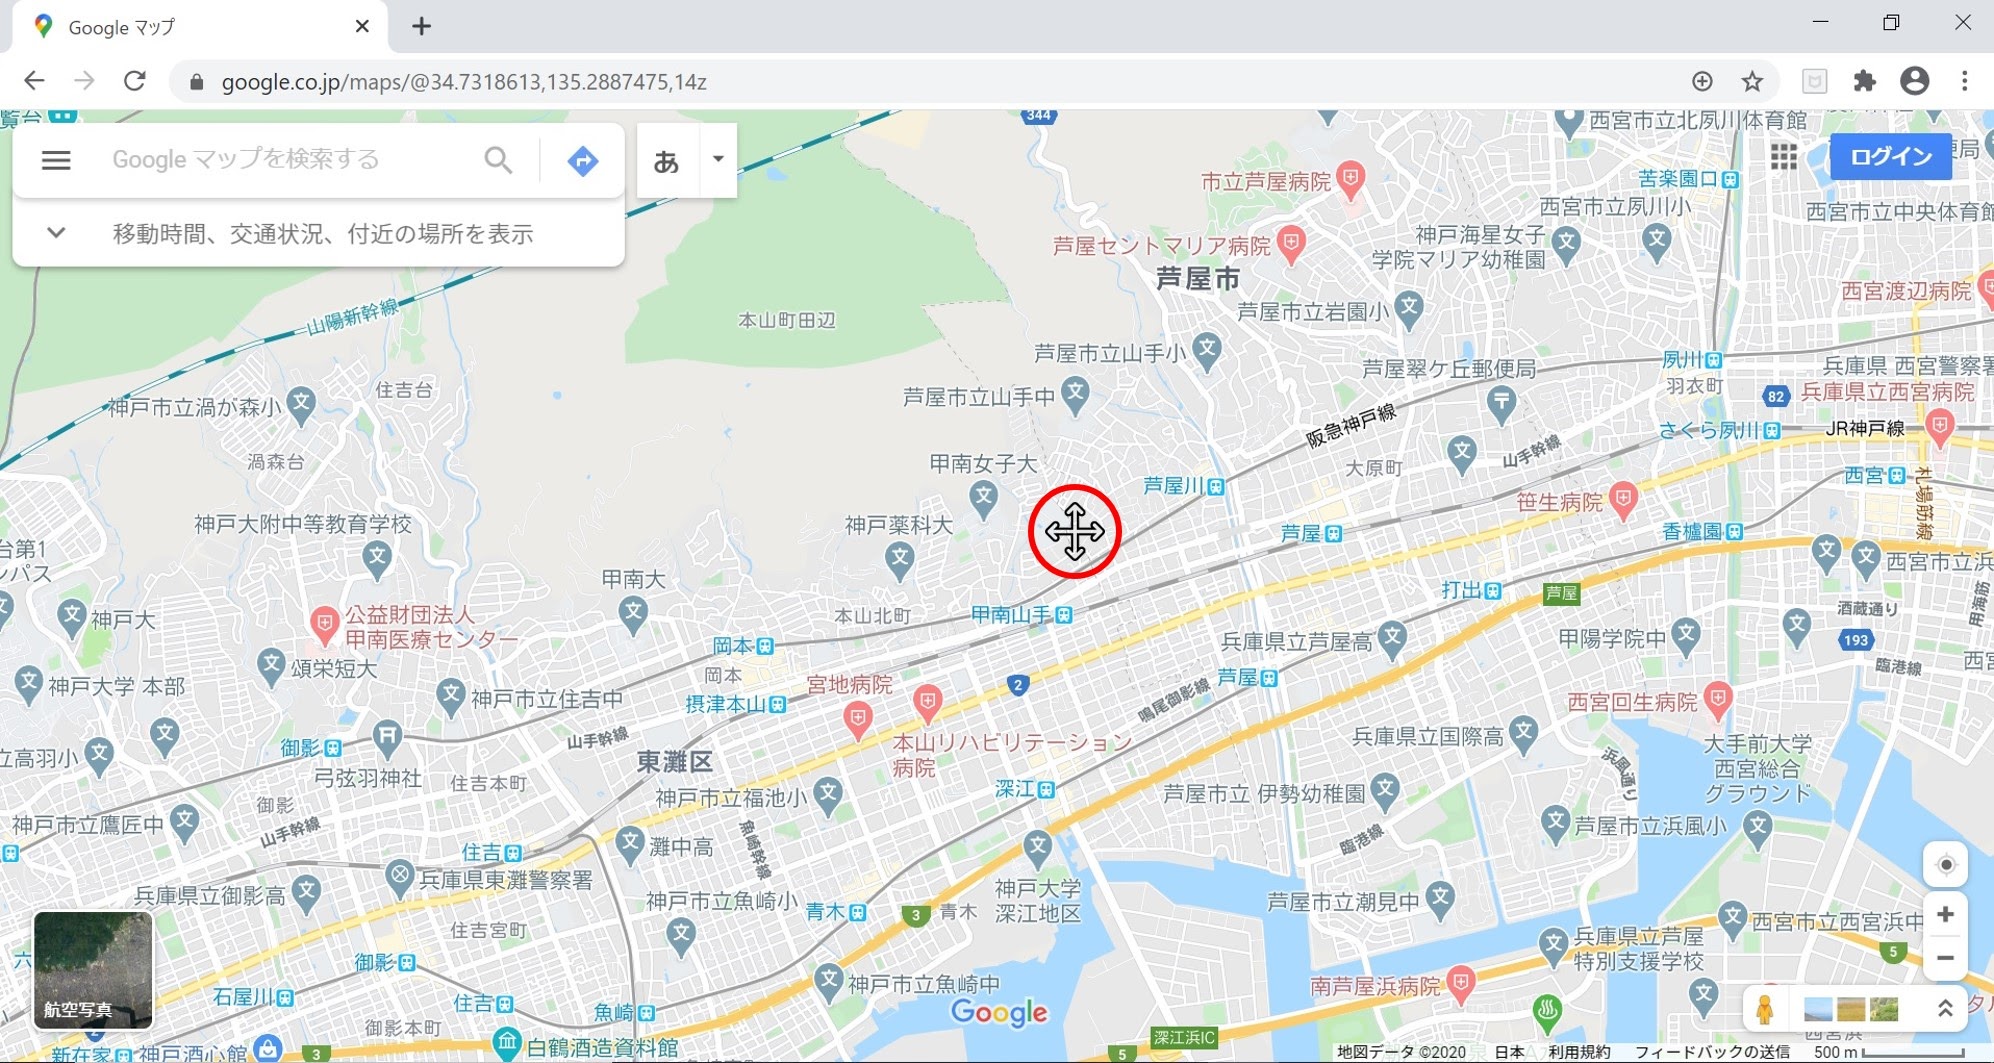 Google マップ
google.co.jp/maps/@34.7318613,135.2887475,14z
Google マップを検索する
あ
移動時間、交通状況、付近の場所を表示
ログイン
344
西宮市立北夙川体育館
苦楽園口
市立芦屋病院
西宮市立夙川小
西宮市立中央体育館
芦屋セントマリア病院
神戸海星女子
学院マリア幼稚園
芦屋市
西宮渡辺病院
山陽新幹線
本山町田辺
芦屋市立岩園小
芦屋市立山手小
芦屋翠ケ丘郵便局
夙川
羽衣町
兵庫県 西宮警察署
兵庫県立西宮病院
82
住吉台
神戸市立渦が森小
芦屋市立山手中
阪急神戸線
さくら夙川
JR神戸線
渦森台
甲南女子大
芦屋川
大原町
山手幹線
西宮
札場筋線
笹生病院
神戸大附中等教育学校
神戸薬科大
芦屋
香櫨園
台第1
ンパス
甲南大
打出
芦屋
西宮市立浜
酒蔵通り
用海筋
神戸大
公益財団法人
甲南医療センター
本山北町
甲南山手
兵庫県立芦屋高
甲陽学院中
193
臨港線
岡本
岡本
頌栄短大
神戸大学 本部
宮地病院
2
芦屋
鳴尾御影線
西宮回生病院
神戸市立住吉中
摂津本山
山手幹線
御影
弓弦羽神社
立高羽小
東灘区
本山リハビリテーション
病院
兵庫県立国際高
大手前大学
西宮総合
グラウンド
浜風通り
住吉本町
御影
神戸市立福池小
深江
芦屋市立 伊勢幼稚園
神戸市立鷹匠中
山手幹線
魚崎幹線
灘中高
臨港線
芦屋市立浜風小
住吉
兵庫県東灘警察署
兵庫県立御影高
神戸市立魚崎小
青木
3
青木
神戸大学
深江地区
芦屋市立潮見中
西宮市立西宮浜中
5
住吉宮町
御影
兵庫県立芦屋
特別支援学校
航空写真
石屋川
住吉
魚崎
神戸市立魚崎中
Google
南芦屋浜病院
御影本町
深江浜IC
新在家
神戸酒心館
3
白鶴酒造資料館
5
地図データ ©2020
日本
利用規約
フィードバックの送信
500 m